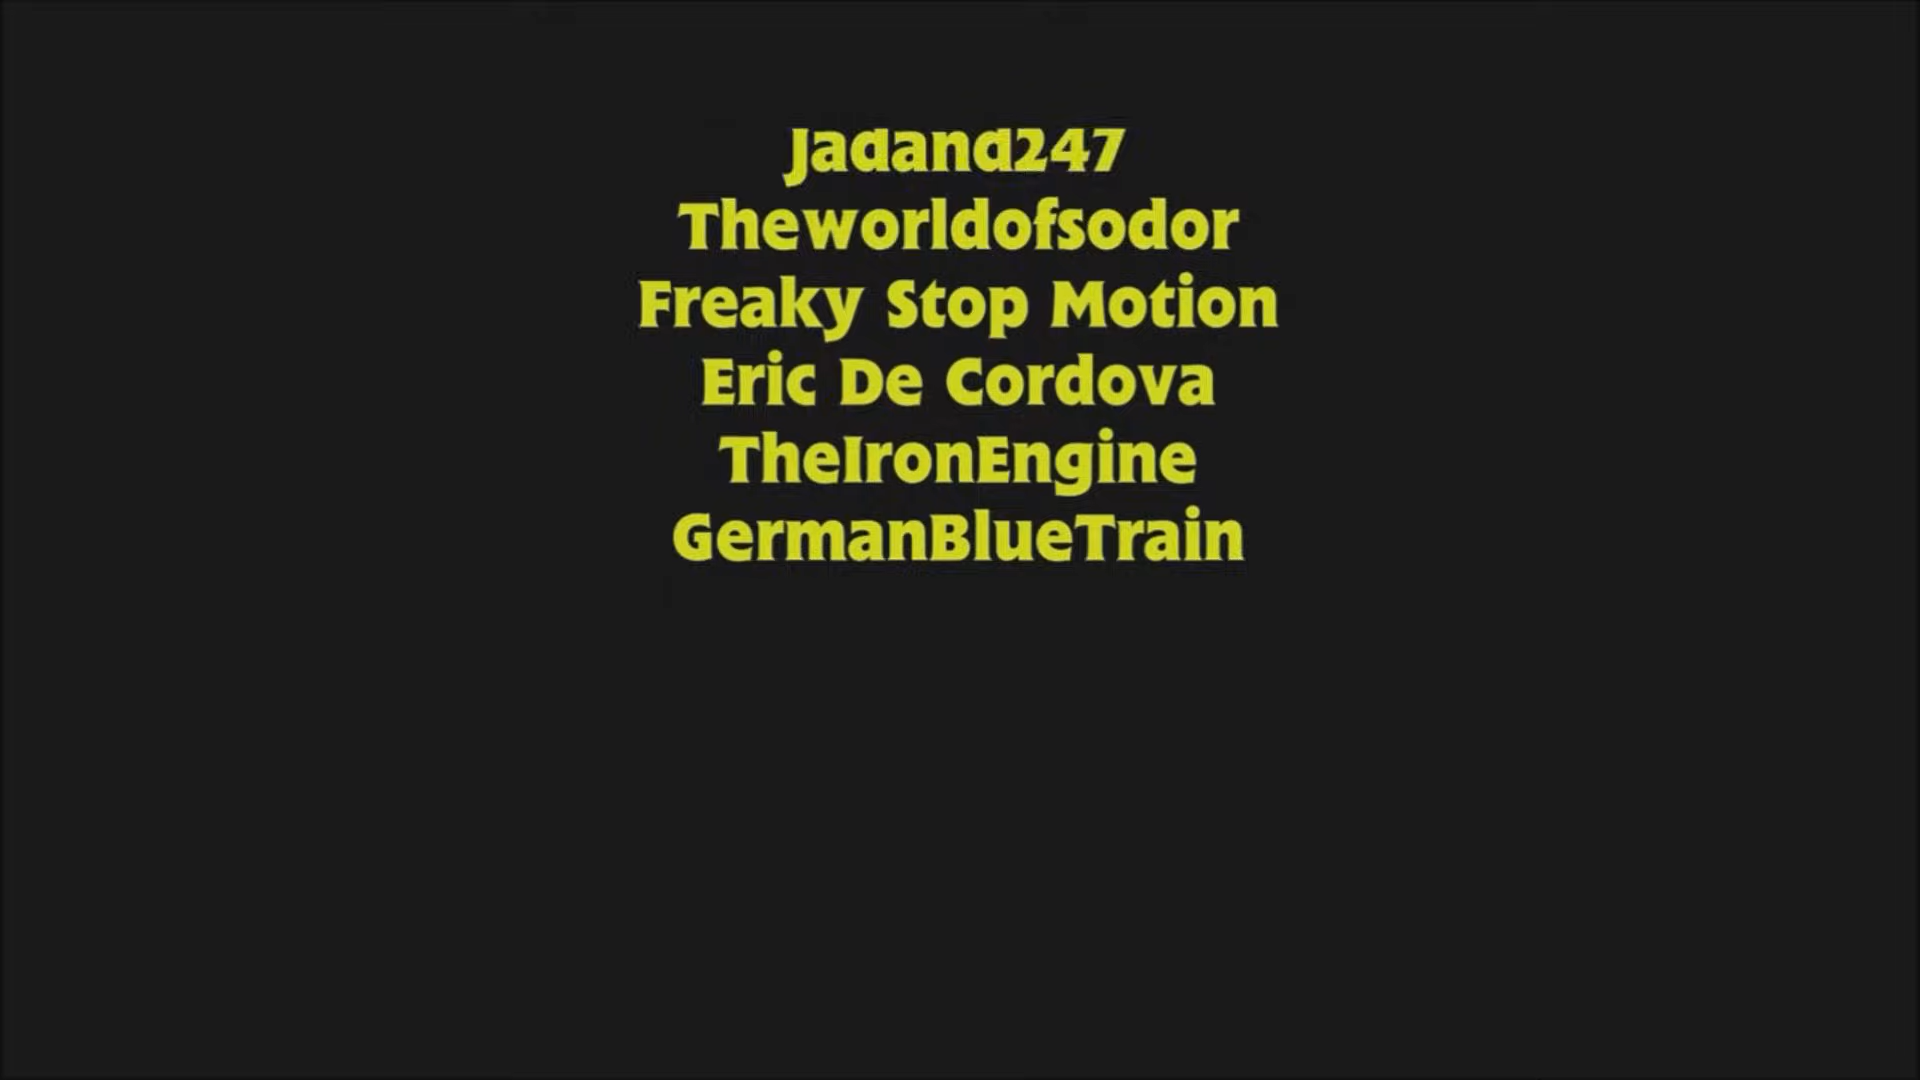 Jadand247
Theworldofsodor
Freaky Stop Motion
Eric De Cordova
TheIronEngine
GermanBlueTrain